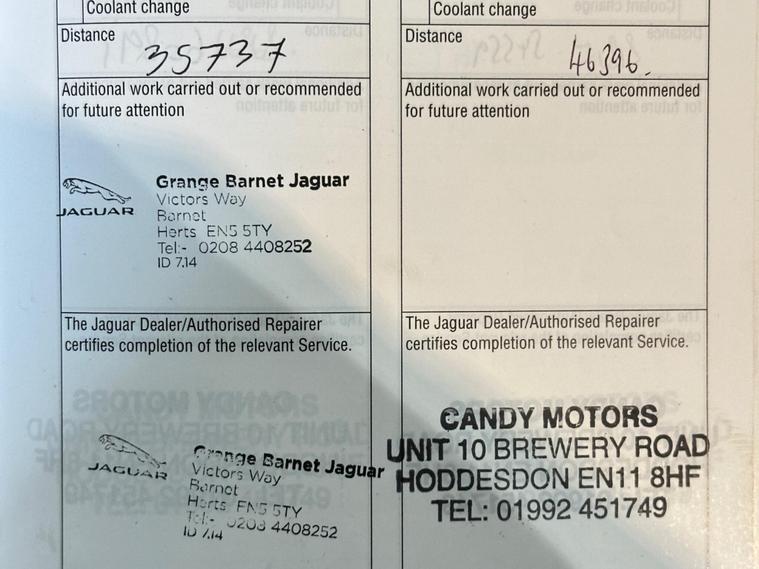 Coolant change
Distance
35737
Additional work carried out or recommended
for future attention
JAGUAR
Grange Barnet Jaguar
Victors Way
Barnet
Herts EN5 5TY
Tel:- 0208 4408252
ID 7.14
The Jaguar Dealer/Authorised Repairer
certifies completion of the relevant Service.
JAGUAR
Grange Barnet Jaguar
Victors Way
Barnet
Herts EN5 5TY
Tel:- 0208 4408252
ID 7.14
Coolant change
Distance
46396.
Additional work carried out or recommended
for future attention
The Jaguar Dealer/Authorised Repairer
certifies completion of the relevant Service.
CANDY MOTORS
UNIT 10 BREWERY ROAD
HODDESDON EN11 8HF
TEL: 01992 451749